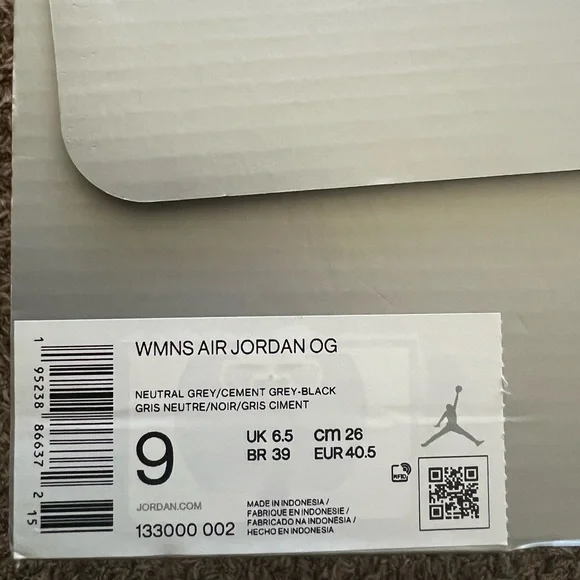 WMNS AIR JORDAN OG
NEUTRAL GREY/CEMENT GREY-BLACK
GRIS NEUTRE/NOIR/GRIS CIMENT
9
UK 6.5 cm 26
BR 39 EUR 40.5
RFID
JORDAN.COM
133000 002
MADE IN INDONESIA/
FABRIQUE EN INDONESIE/
FABRICADO NA INDONÉSIA/
HECHO EN INDONESIA
1 95238 86637 2 15